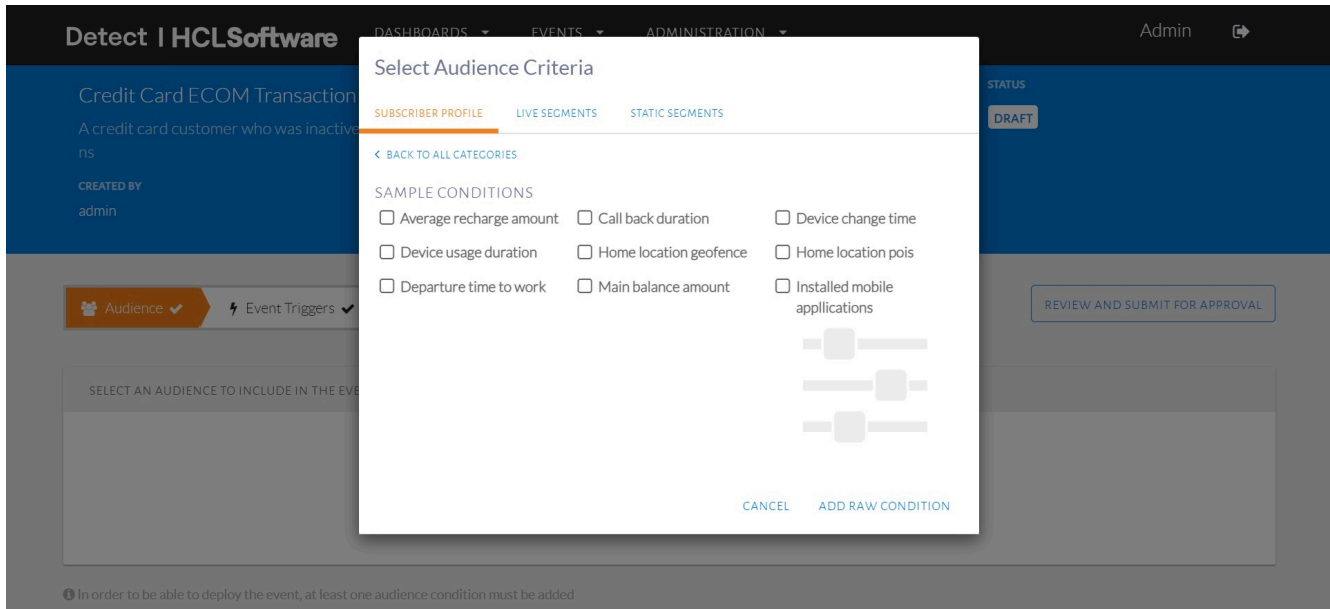 Detect | HCLSoftware
DASHBOARDS
EVENTS
ADMINISTRATION
Admin
Credit Card ECOM Transaction
A credit card customer who was inactive
ns
CREATED BY
admin
STATUS
DRAFT
Select Audience Criteria
SUBSCRIBER PROFILE
LIVE SEGMENTS
STATIC SEGMENTS
BACK TO ALL CATEGORIES
SAMPLE CONDITIONS
Average recharge amount
Call back duration
Device change time
Device usage duration
Home location geofence
Home location pois
Departure time to work
Main balance amount
Installed mobile
appllications
CANCEL
ADD RAW CONDITION
Audience
Event Triggers
REVIEW AND SUBMIT FOR APPROVAL
SELECT AN AUDIENCE TO INCLUDE IN THE EVE
In order to be able to deploy the event, at least one audience condition must be added